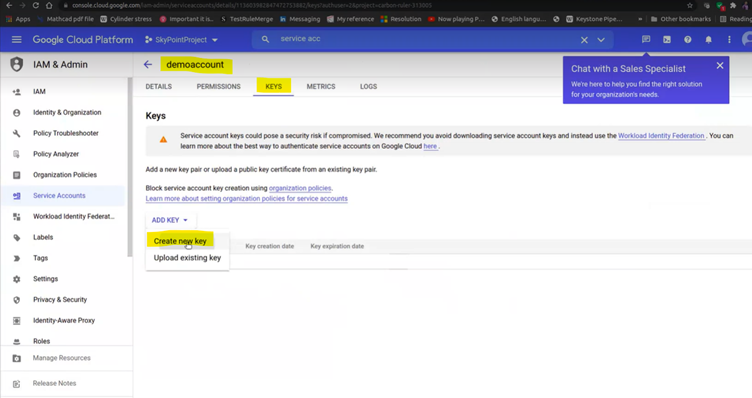 console.cloud.google.com/iam-admin/serviceaccounts/details/
Apps
Mathcad pdf file
Cylinder stress
Important it is...
TestRuleMerge
Messaging
My reference
Resolution
Now playing P...
English langu...
Keystone Pipe...
Other bookmarks
Reading list
Google Cloud Platform
SkyPointProject
service acc
IAM & Admin
IAM
Identity & Organization
Policy Troubleshooter
Policy Analyzer
Organization Policies
Service Accounts
Workload Identity Federat...
Labels
Tags
Settings
Privacy & Security
Identity-Aware Proxy
Roles
Manage Resources
Release Notes
demoaccount
DETAILS
PERMISSIONS
KEYS
METRICS
LOGS
Chat with a Sales Specialist
We're here to help you find the right solution
for your organization's needs.
Keys
Service account keys could pose a security risk if compromised. We recommend you avoid downloading service account keys and instead use the Workload Identity Federation . You can
learn more about the best way to authenticate service accounts on Google Cloud here .
Add a new key pair or upload a public key certificate from an existing key pair.
Block service account key creation using organization policies.
Learn more about setting organization policies for service accounts
ADD KEY
Create new key
Upload existing key
Key creation date
Key expiration date